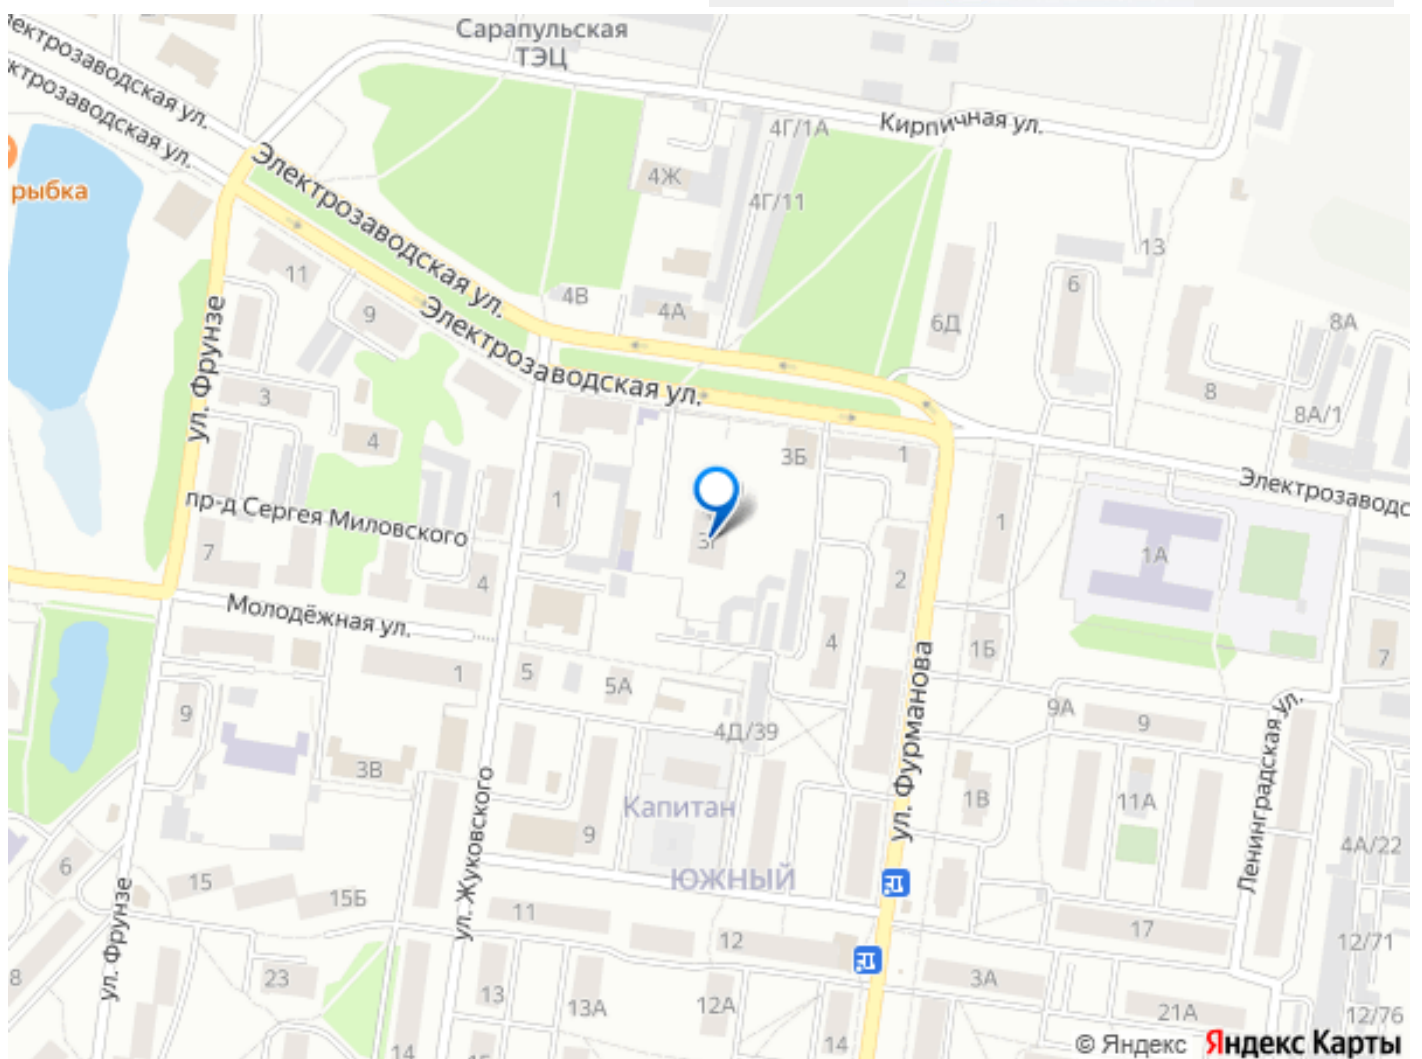 Сарапульская
ТЭЦ
ектрозаводская ул.
ктрозаводская ул.
Кирпичная ул.
4Г/1А
4Ж
4Г/11
рыбка
Электрозаводская ул.
13
11
4В
6
9
4А
6Д
8А
Электрозаводская ул.
ул. Фрунзе
3
8
8А/1
4
3Б
1
Электрозаводс
1
1
пр-д Сергея Миловского
3Г
1А
7
4
2
Молодёжная ул.
4
1Б
7
1
5
5А
ул. Фурманова
9
9А
9
Ленинградская ул.
4Д/39
3В
ул. Жуковского
Капитан
1В
11А
9
4А/22
6
15
ЮЖНЫЙ
15Б
11
ул. Фрунзе
12
17
12/71
8
23
13
13А
12А
3А
21А
12/76
14
15
14
© Яндекс Яндекс Карты